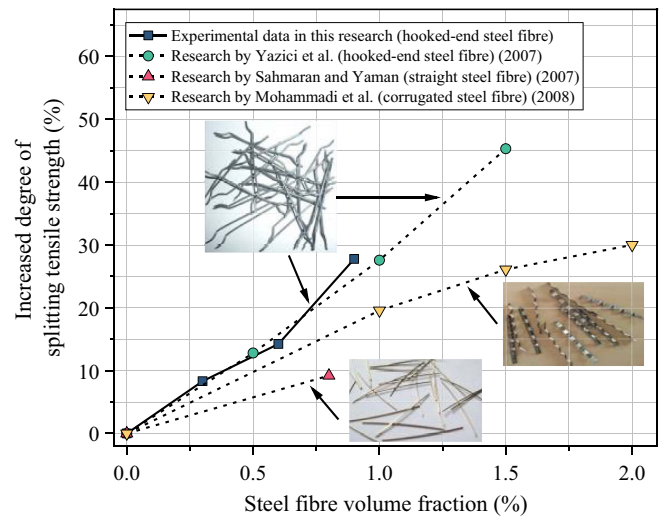 Experimental data in this research (hooked-end steel fibre)
Research by Yazici et al. (hooked-end steel fibre) (2007)
Research by Sahmaran and Yaman (straight steel fibre) (2007)
Research by Mohammadi et al. (corrugated steel fibre) (2008)
60
50
40
30
20
10
0
0.0 0.5 1.0 1.5 2.0
Increased degree of
splitting tensile strength (%)
Steel fibre volume fraction (%)